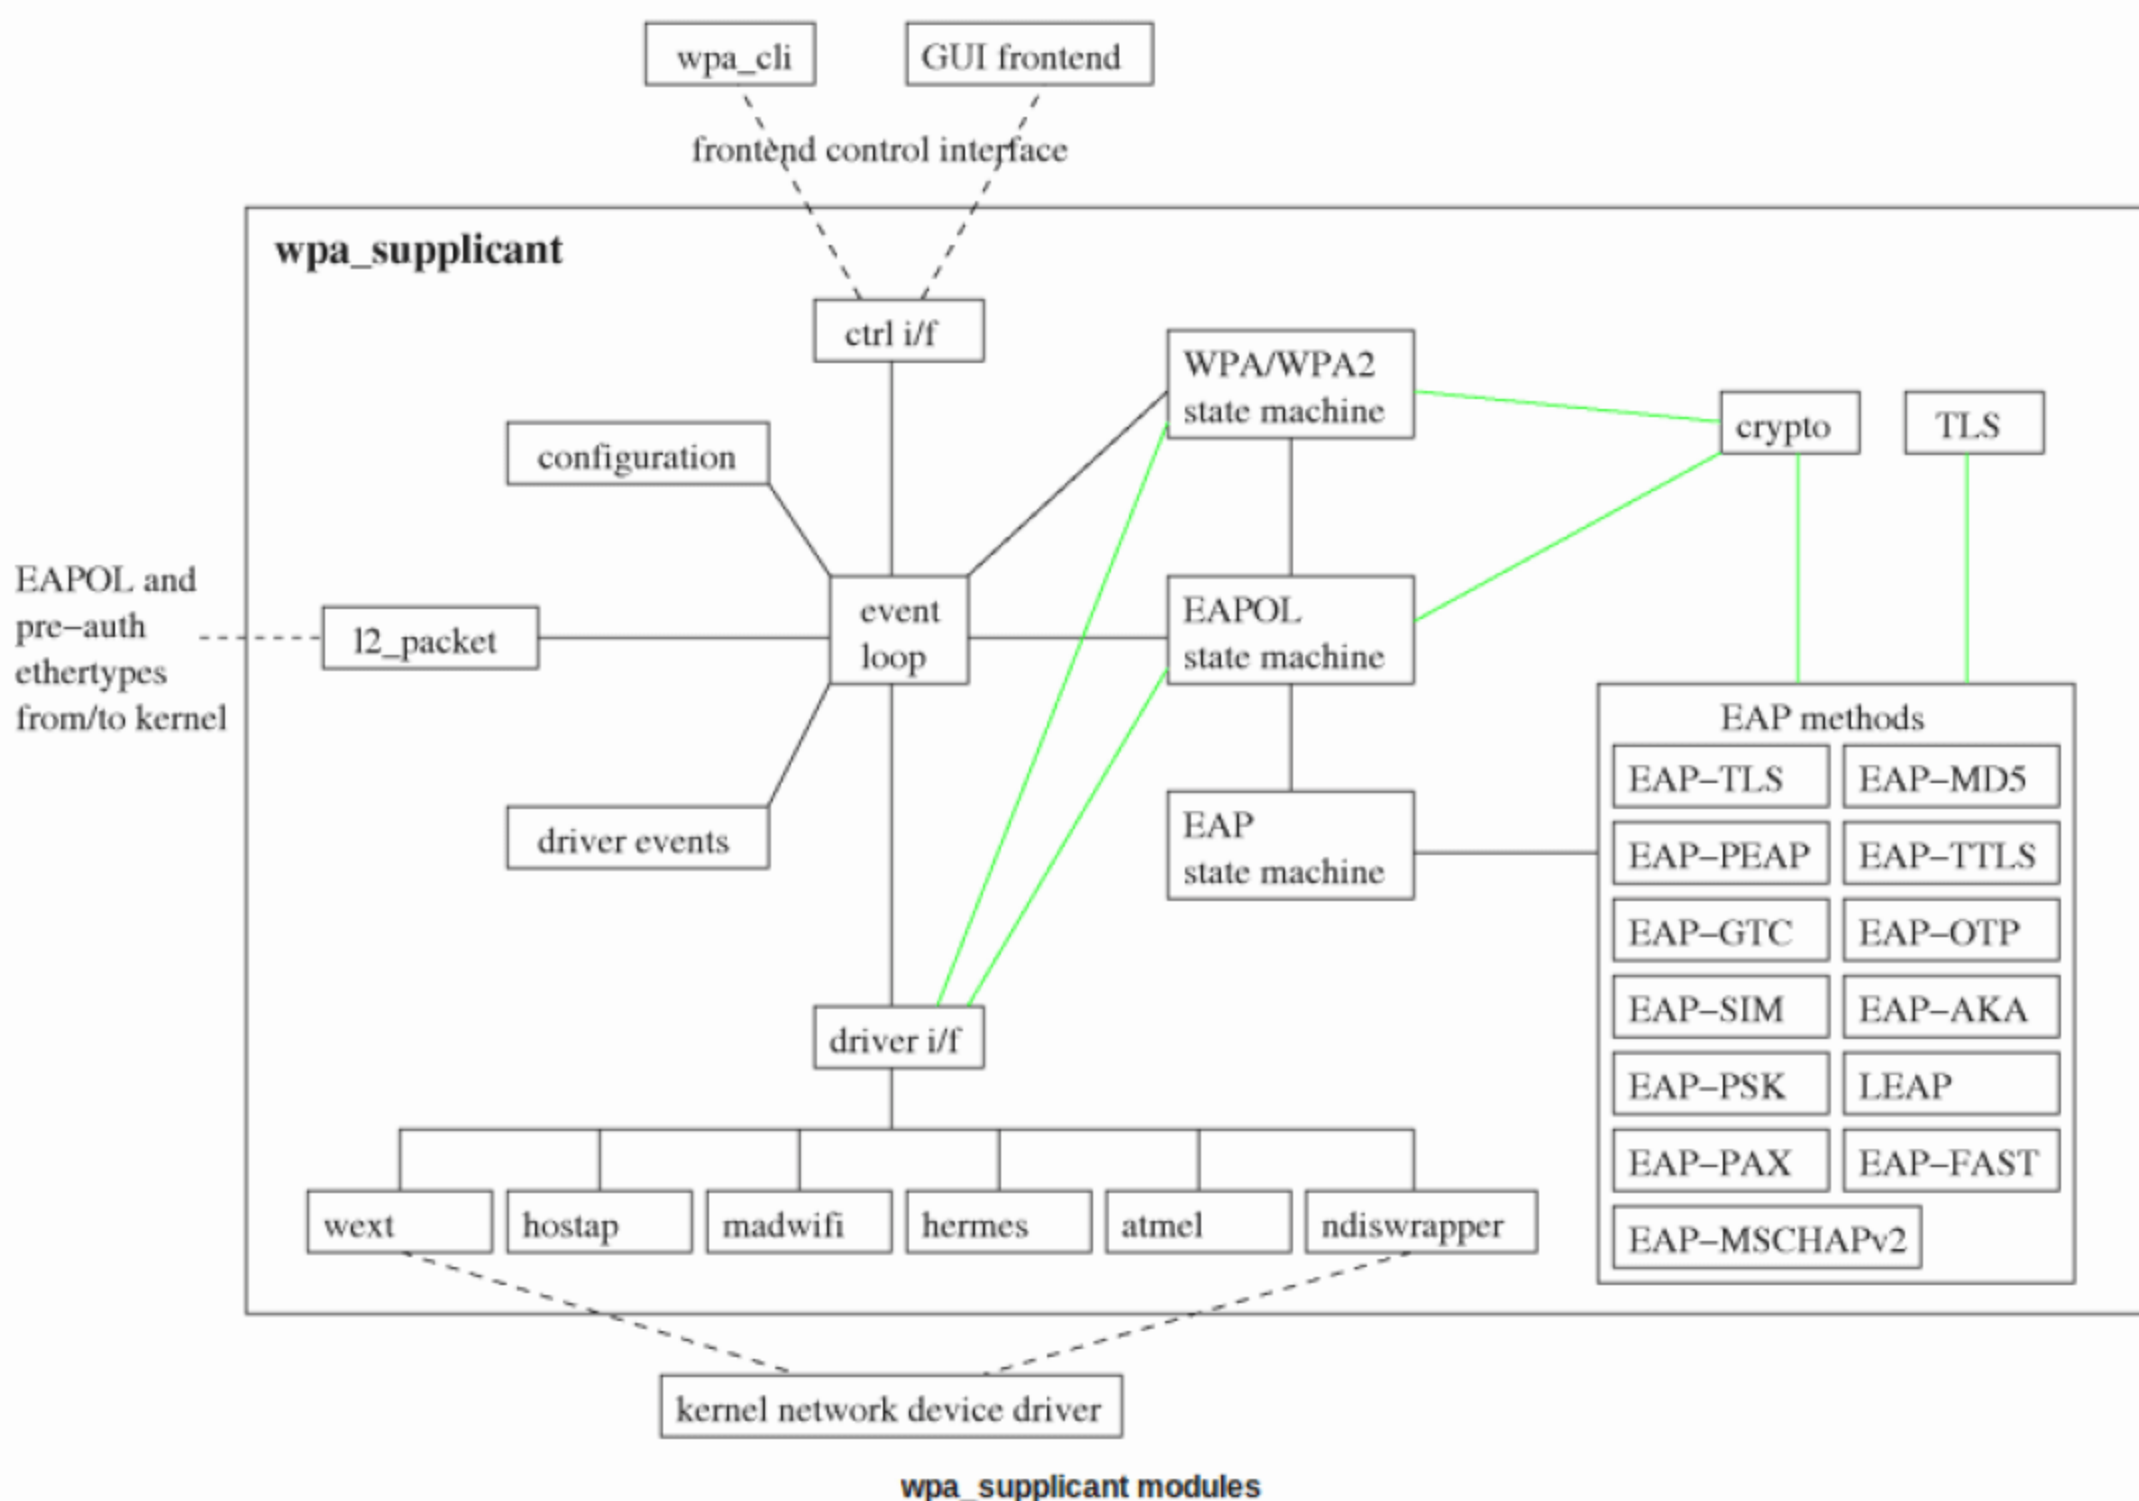 wpa_cli
GUI frontend
frontend control interface
wpa_supplicant
ctrl i/f
WPA/WPA2
state machine
crypto
TLS
configuration
EAPOL and
pre–auth
ethertypes
from/to kernel
l2_packet
event
loop
EAPOL
state machine
driver events
EAP
state machine
EAP methods
EAP–TLS
EAP–MD5
EAP–PEAP
EAP–TTLS
EAP–GTC
EAP–OTP
EAP–SIM
EAP–AKA
EAP–PSK
LEAP
EAP–PAX
EAP–FAST
EAP–MSCHAPv2
driver i/f
wext
hostap
madwifi
hermes
atmel
ndiswrapper
kernel network device driver
wpa_supplicant modules